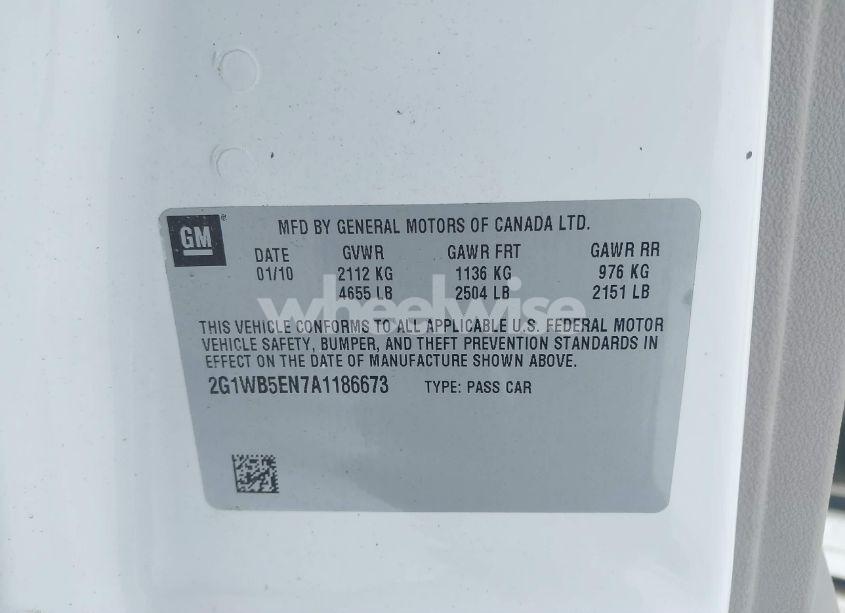 GM
MFD BY GENERAL MOTORS OF CANADA LTD.
DATE GVWR GAWR FRT GAWR RR
01/10 2112 KG 1136 KG 976 KG
4655 LB 2504 LB 2151 LB
wheelwise
THIS VEHICLE CONFORMS TO ALL APPLICABLE U.S. FEDERAL MOTOR
VEHICLE SAFETY, BUMPER, AND THEFT PREVENTION STANDARDS IN
EFFECT ON THE DATE OF MANUFACTURE SHOWN ABOVE.
2G1WB5EN7A1186673 TYPE: PASS CAR